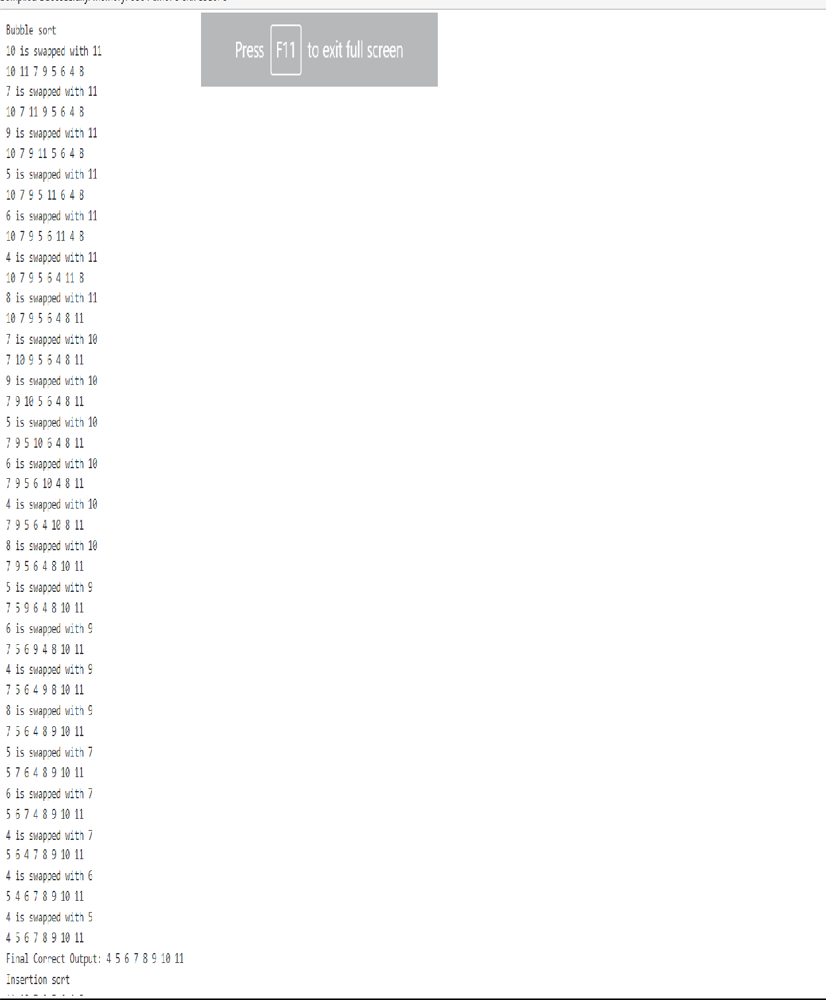 Bubble sort
Press F11 to exit full screen
10 is swapped with 11
10 11 7 9 5 6 4 8
7 is swapped with 11
10 7 11 9 5 6 4 8
9 is swapped with 11
10 7 9 11 5 6 4 8
5 is swapped with 11
10 7 9 5 11 6 4 8
6 is swapped with 11
10 7 9 5 6 11 4 8
4 is swapped with 11
10 7 9 5 6 4 11 8
8 is swapped with 11
10 7 9 5 6 4 8 11
7 is swapped with 10
7 10 9 5 6 4 8 11
9 is swapped with 10
7 9 10 5 6 4 8 11
5 is swapped with 10
7 9 5 10 6 4 8 11
6 is swapped with 10
7 9 5 6 10 4 8 11
4 is swapped with 10
7 9 5 6 4 10 8 11
8 is swapped with 10
7 9 5 6 4 8 10 11
5 is swapped with 9
7 5 9 6 4 8 10 11
6 is swapped with 9
7 5 6 9 4 8 10 11
4 is swapped with 9
7 5 6 4 9 8 10 11
8 is swapped with 9
7 5 6 4 8 9 10 11
5 is swapped with 7
5 7 6 4 8 9 10 11
6 is swapped with 7
5 6 7 4 8 9 10 11
4 is swapped with 7
5 6 4 7 8 9 10 11
4 is swapped with 6
5 4 6 7 8 9 10 11
4 is swapped with 5
4 5 6 7 8 9 10 11
Final Correct Output: 4 5 6 7 8 9 10 11
Insertion sort